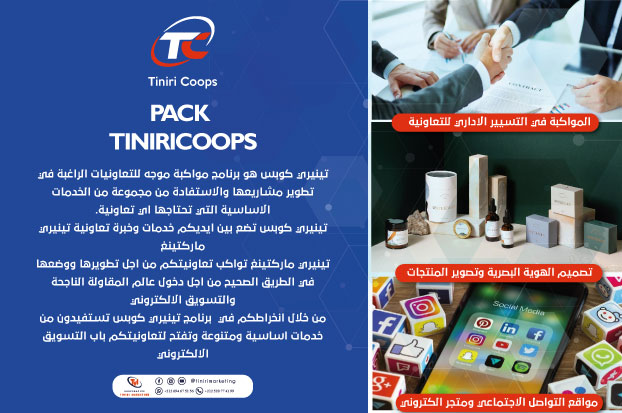 TC
Tiniri Coops
PACK
TINIRICOOPS
تينيري كوبس هو برنامج مواكبة موجه للتعاونيات الراغبة في
تطوير مشاريعها والاستفادة من مجموعة من الخدمات
الاساسية التي تحتاجها اي تعاونية.
تينيري كوبس تضع بين ايديكم خدمات وخبرة تعاونية تينيري
ماركتينغ
تينيري ماركتينغ تواكب تعاونيتكم من اجل تطويرها ووضعها
في الطريق الصحيح من اجل دخول عالم المقاولة الناجحة
والتسويق الالكتروني
من خلال انخراطكم في برنامج تينيري كوبس تستفيدون من
خدمات اساسية ومتنوعة وتفتح لتعاونيتكم باب التسويق
الالكتروني
@tinirimarketing
TINIRI MARKETING
CONTRACT
المواكبة في التسيير الاداري للتعاونية
تصميم الهوية البصرية وتصوير المنتجات
Social Media
مواقع التواصل الاجتماعي ومتجر الكتروني